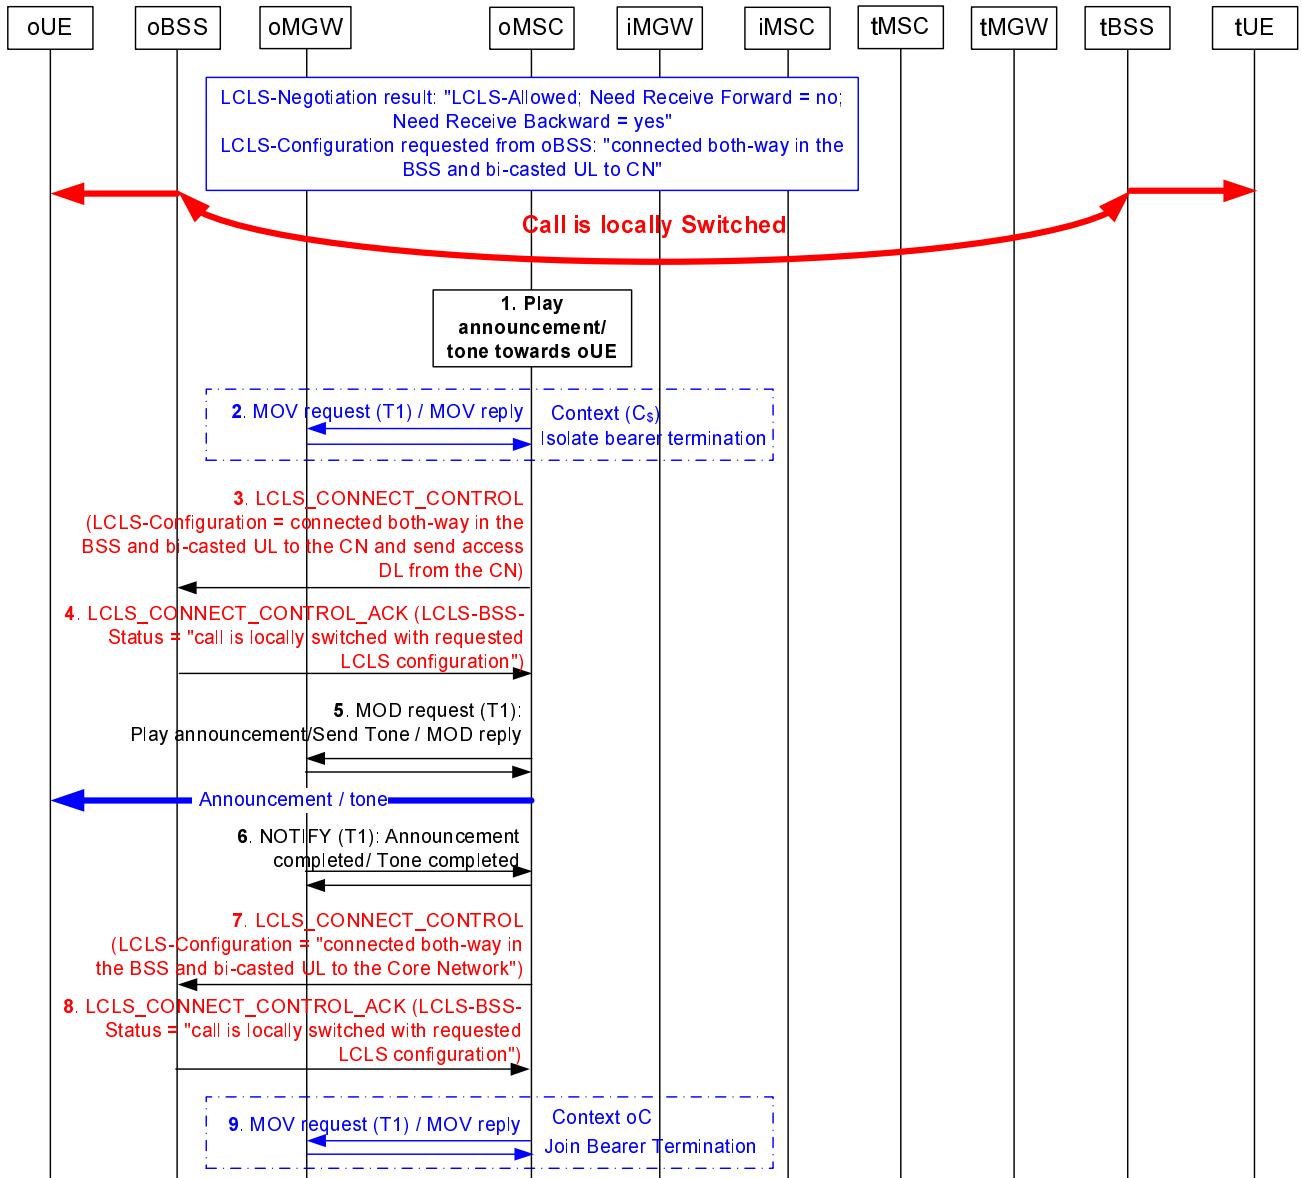 oUE
oBSS
oMGW
oMSC
iMGW
iMSC
tMSC
tMGW
tBSS
tUE
LCLS-Negotiation result: "LCLS-Allowed; Need Receive Forward = no;
Need Receive Backward = yes"
LCLS-Configuration requested from oBSS: "connected both-way in the
BSS and bi-casted UL to CN"
Call is locally Switched
1. Play
announcement/
tone towards oUE
2. MOV request (T1) / MOV reply
Context (C$)
Isolate bearer termination
3. LCLS_CONNECT_CONTROL
(LCLS-Configuration = connected both-way in the
BSS and bi-casted UL to the CN and send access
DL from the CN)
4. LCLS_CONNECT_CONTROL_ACK (LCLS-BSS-
Status = "call is locally switched with requested
LCLS configuration")
5. MOD request (T1):
Play announcement/Send Tone / MOD reply
Announcement / tone
6. NOTIFY (T1): Announcement
completed/ Tone completed
7. LCLS_CONNECT_CONTROL
(LCLS-Configuration = "connected both-way in
the BSS and bi-casted UL to the Core Network")
8. LCLS_CONNECT_CONTROL_ACK (LCLS-BSS-
Status = "call is locally switched with requested
LCLS configuration")
9. MOV request (T1) / MOV reply
Context oC
Join Bearer Termination